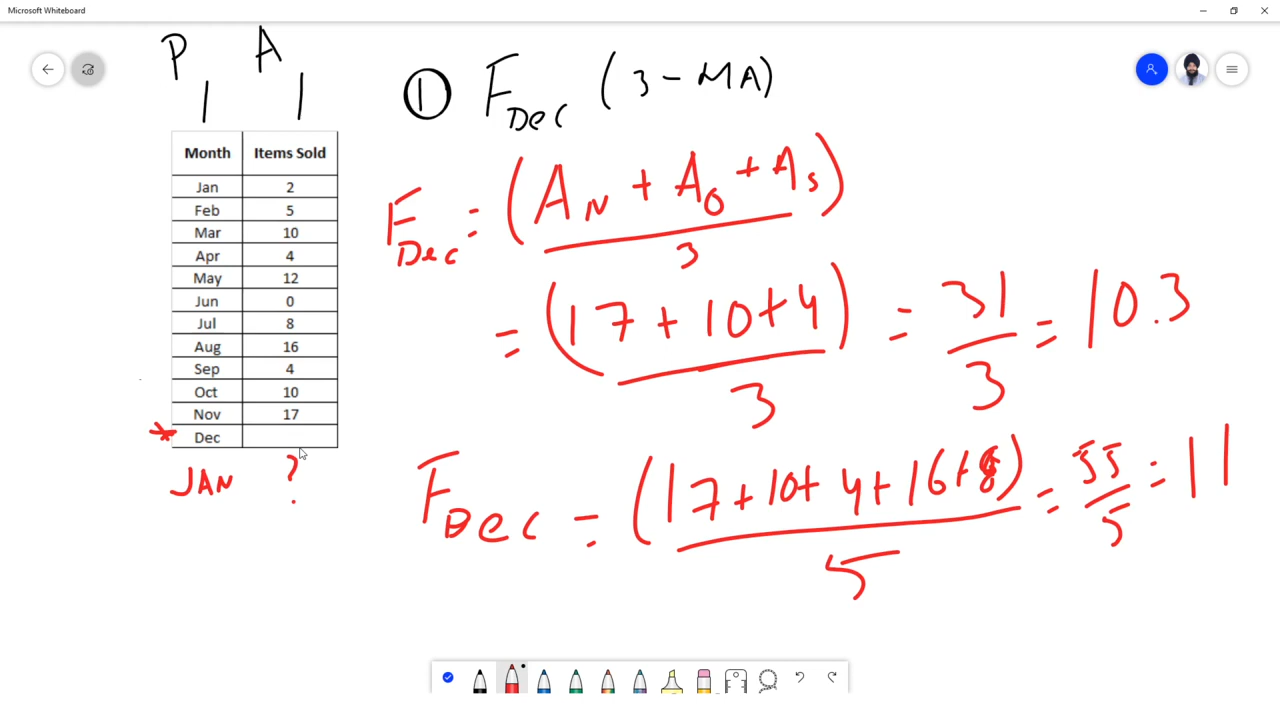 Microsoft Whiteboard
P A
① F Dec (3-MA)
Month Items Sold
Jan 2
Feb 5
Mar 10
Apr 4
May 12
Jun 0
Jul 8
Aug 16
Sep 4
Oct 10
Nov 17
* Dec
JAN ?
F Dec = (A N + A O + A S) / 3
= (17+10+4) / 3 = 31 / 3 = 10.3
F Dec = (17+10+4+16+8) / 5 = 55 / 5 = 11